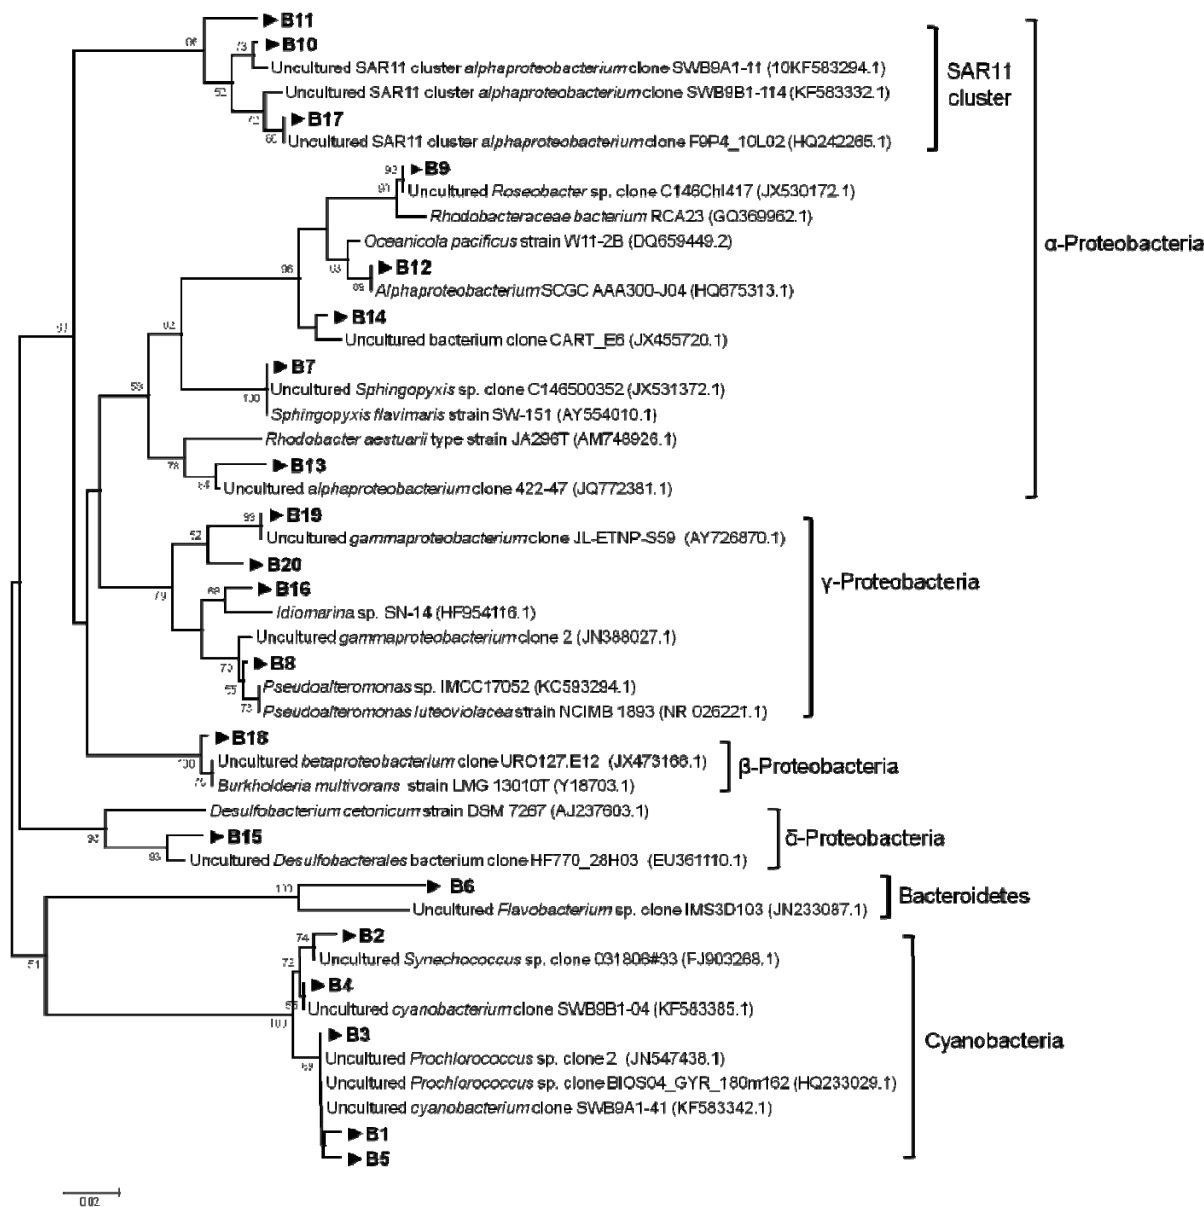 B11
B10
Uncultured SAR11 cluster alphaproteobacterium clone SWB9A1-11 (10KF583294.1)
Uncultured SAR11 cluster alphaproteobacterium clone SWB9B1-114 (KF583332.1)
B17
Uncultured SAR11 cluster alphaproteobacterium clone F9P4_10L02 (HQ242265.1)
SAR11
cluster
B9
Uncultured Roseobacter sp. clone C146ChI417 (JX530172.1)
Rhodobacteraceae bacterium RCA23 (GQ369962.1)
Oceanicola pacificus strain W11-2B (DQ659449.2)
B12
Alphaproteobacterium SCGC AAA300-J04 (HQ675313.1)
B14
Uncultured bacterium clone CART_E6 (JX455720.1)
B7
Uncultured Sphingopyxis sp. clone C146500352 (JX531372.1)
100
Sphingopyxis flavimaris strain SW-151 (AY554010.1)
Rhodobacter aestuarii type strain JA296T (AM748926.1)
B13
78
Uncultured alphaproteobacterium clone 422-47 (JQ772381.1)
α-Proteobacteria
B19
Uncultured gammaproteobacterium clone JL-ETNP-S59 (AY726870.1)
52
B20
B16
79
Idiomarina sp. SN-14 (HF954116.1)
Uncultured gammaproteobacterium clone 2 (JN388027.1)
B8
Pseudoalteromonas sp. IMCC17052 (KC593294.1)
Pseudoalteromonas luteoviolacea strain NCIMB 1893 (NR 026221.1)
γ-Proteobacteria
B18
Uncultured betaproteobacterium clone URO127.E12 (JX473166.1)
100
Burkholderia multivorans strain LMG 13010T (Y18703.1)
β-Proteobacteria
Desulfobacterium cetonicum strain DSM 7267 (AJ237603.1)
B15
Uncultured Desulfobacterales bacterium clone HF770_28H03 (EU361110.1)
δ-Proteobacteria
B6
100
Uncultured Flavobacterium sp. clone IMS3D103 (JN233087.1)
Bacteroidetes
B2
74
Uncultured Synechococcus sp. clone 031806#33 (FJ903268.1)
72
51
B4
Uncultured cyanobacterium clone SWB9B1-04 (KF583385.1)
100
B3
Uncultured Prochlorococcus sp. clone 2 (JN547438.1)
Uncultured Prochlorococcus sp. clone BIOS04_GYR_180m162 (HQ233029.1)
Uncultured cyanobacterium clone SWB9A1-41 (KF583342.1)
B1
B5
Cyanobacteria
0.02